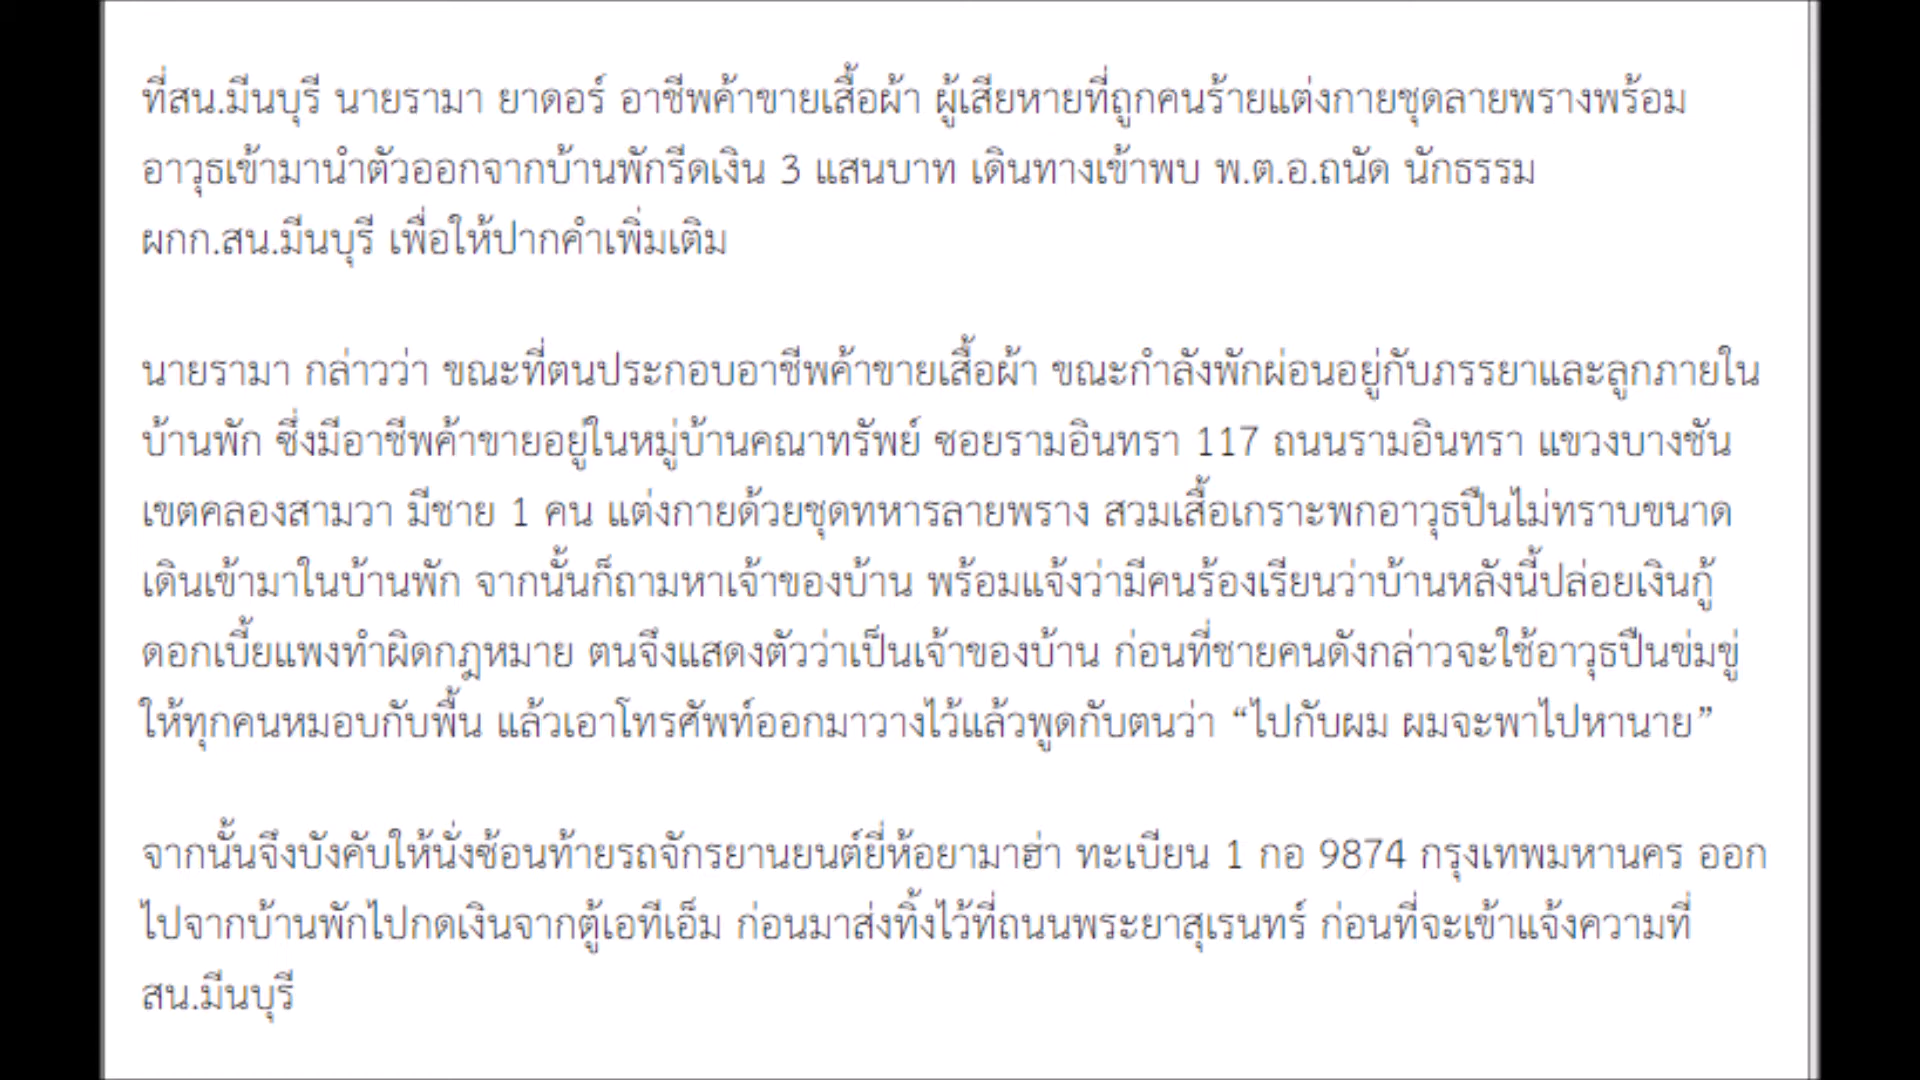 ที่สน.มีนบุรี นายรามา ยาดอร์ อาชีพค้าขายเสื้อผ้า ผู้เสียหายที่ถูกคนร้ายแต่งกายชุดลายพรางพร้อม
อาวุธเข้ามานำตัวออกจากบ้านพักรีดเงิน 3 แสนบาท เดินทางเข้าพบ พ.ต.อ.ถนัด นักธรรม
ผกก.สน.มีนบุรี เพื่อให้ปากคำเพิ่มเติม
นายรามา กล่าวว่า ขณะที่ตนประกอบอาชีพค้าขายเสื้อผ้า ขณะกำลังพักผ่อนอยู่กับภรรยาและลูกภายใน
บ้านพัก ซึ่งมีอาชีพค้าขายอยู่ในหมู่บ้านคณาทรัพย์ ซอยรามอินทรา 117 ถนนรามอินทรา แขวงบางชัน
เขตคลองสามวา มีชาย 1 คน แต่งกายด้วยชุดทหารลายพราง สวมเสื้อเกราะพกอาวุธปืนไม่ทราบขนาด
เดินเข้ามาในบ้านพัก จากนั้นก็ถามหาเจ้าของบ้าน พร้อมแจ้งว่ามีคนร้องเรียนว่าบ้านหลังนี้ปล่อยเงินกู้
ดอกเบี้ยแพงทำผิดกฎหมาย ตนจึงแสดงตัวว่าเป็นเจ้าของบ้าน ก่อนที่ชายคนดังกล่าวจะใช้อาวุธปืนข่มขู่
ให้ทุกคนหมอบกับพื้น แล้วเอาโทรศัพท์ออกมาวางไว้แล้วพูดกับตนว่า “ไปกับผม ผมจะพาไปหานาย”
จากนั้นจึงบังคับให้นั่งซ้อนท้ายรถจักรยานยนต์ยี่ห้อยามาฮ่า ทะเบียน 1 กอ 9874 กรุงเทพมหานคร ออก
ไปจากบ้านพักไปกดเงินจากตู้เอทีเอ็ม ก่อนมาส่งทิ้งไว้ที่ถนนพระยาสุเรนทร์ ก่อนที่จะเข้าแจ้งความที่
สน.มีนบุรี